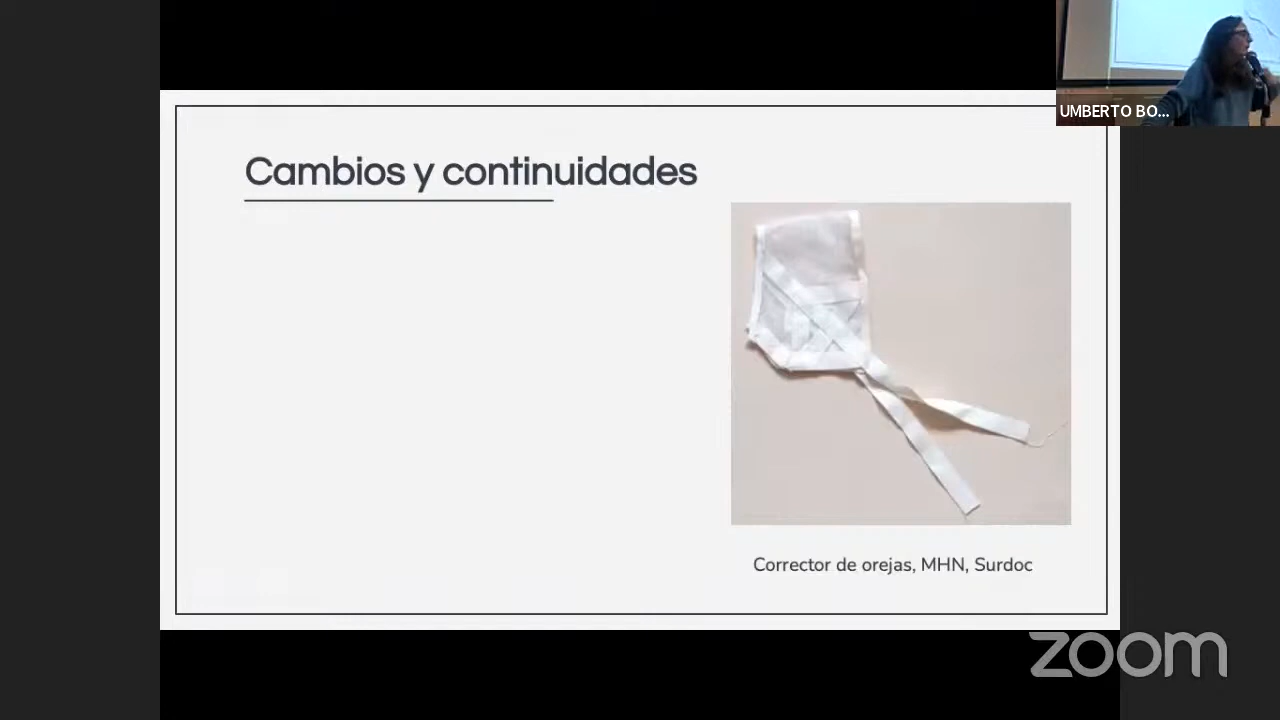 UMBERTO BO...
Cambios y continuidades
Corrector de orejas, MHN, Surdoc
zoom